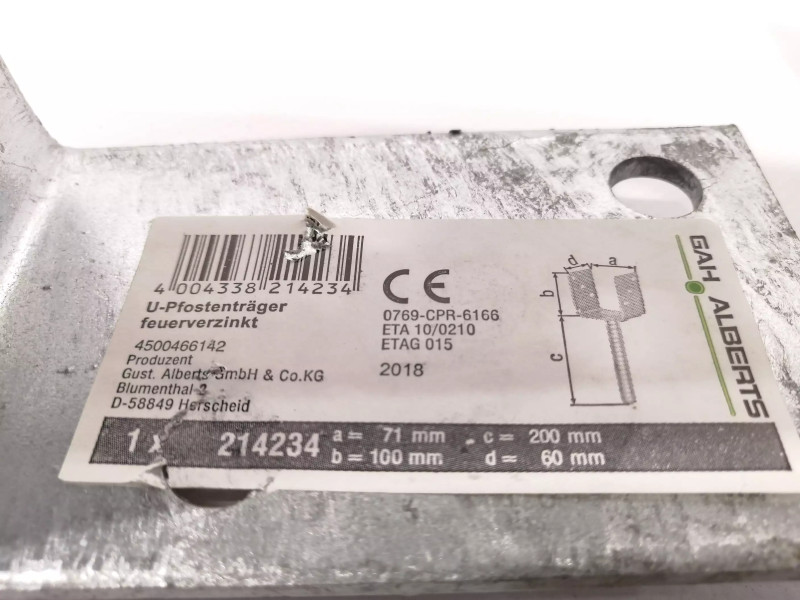 4 004338 214234
U-Pfostenträger
feuerverzinkt
4500466142
Produzent
Gust. Alberts GmbH & Co.KG
Blumenthal 2
D-58849 Herscheid
CE
0769-CPR-6166
ETA 10/0210
ETAG 015
2018
d a
b
c
GAH ALBERTS
1 x 214234 a = 71 mm c = 200 mm
b = 100 mm d = 60 mm